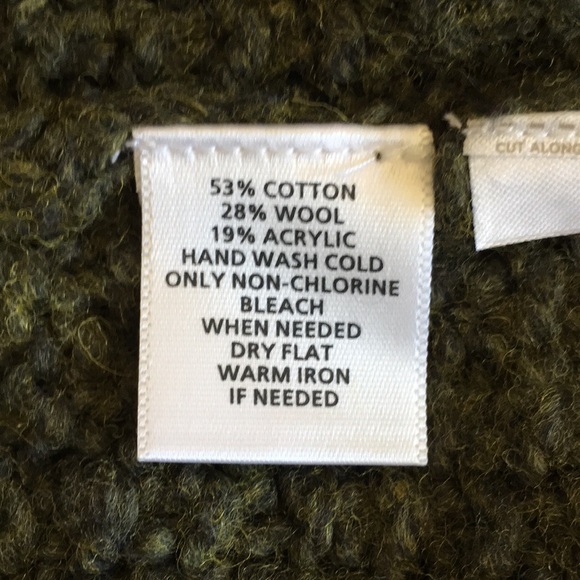 53% COTTON
28% WOOL
19% ACRYLIC
HAND WASH COLD
ONLY NON-CHLORINE
BLEACH
WHEN NEEDED
DRY FLAT
WARM IRON
IF NEEDED
CUT ALONG